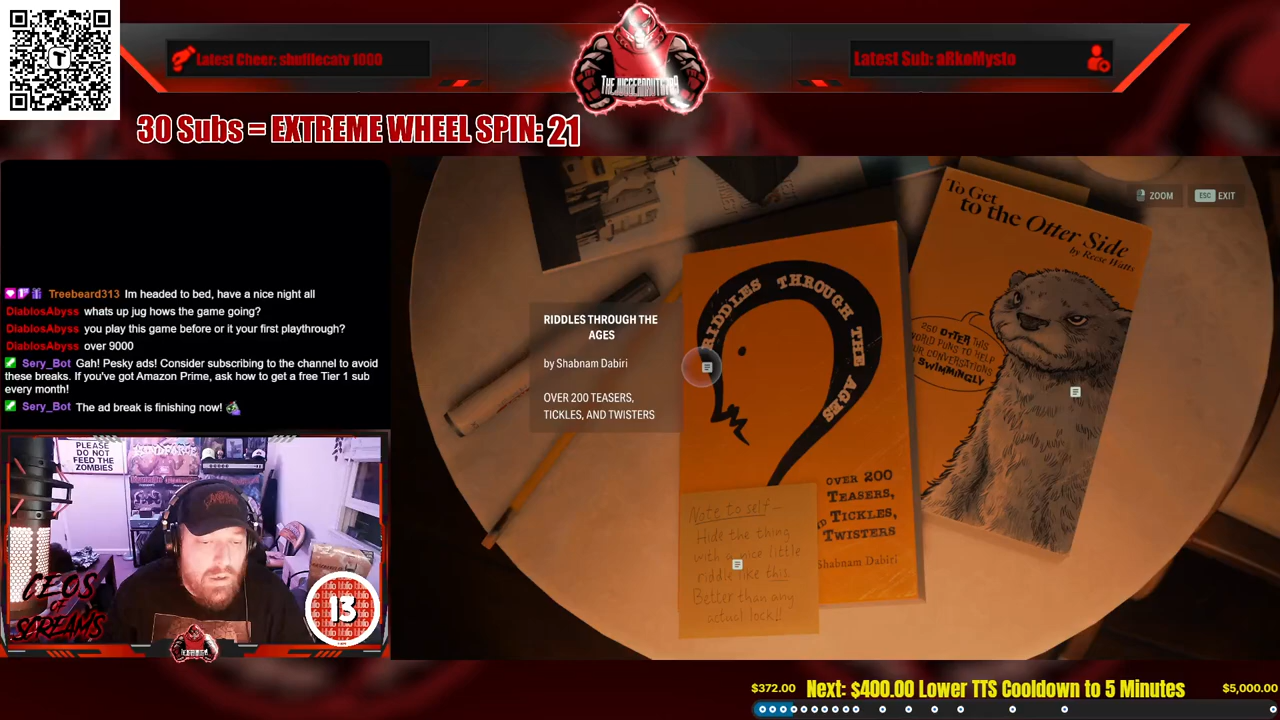 Latest Cheer: shufflecatv 1000
THEJUGGERNAUT6789
Latest Sub: aRknMysto
30 Subs = EXTREME WHEEL SPIN: 21
Treebeard313 Im headed to bed, have a nice night all
DiablosAbyss whats up jug hows the game going?
DiablosAbyss you play this game before or it your first playthrough?
DiablosAbyss over 9000
Sery_Bot Gah! Pesky ads! Consider subscribing to the channel to avoid
these breaks. If you've got Amazon Prime, ask how to get a free Tier 1 sub
every month!
Sery_Bot The ad break is finishing now!
PLEASE
DO NOT
FEED THE
ZOMBIES
CEOS
OF
SCREAMS
13
ZOOM
ESC EXIT
RIDDLES THROUGH THE
AGES
by Shabnam Dabiri
OVER 200 TEASERS,
TICKLES, AND TWISTERS
RIDDLES THROUGH THE AGES
OVER 200
TEASERS,
TICKLES,
AND TWISTERS
Shabnam Dabiri
Note to self—
Hide the thing
with a nice little
riddle like this.
Better than any
actual lock!!
To Get
to the Otter Side
by Reese Watts
250 OTTER THIS
WORLD PUNS TO HELP
YOUR CONVERSATIONS
SWIMMINGLY
$372.00 Next: $400.00 Lower TTS Cooldown to 5 Minutes $5,000.00